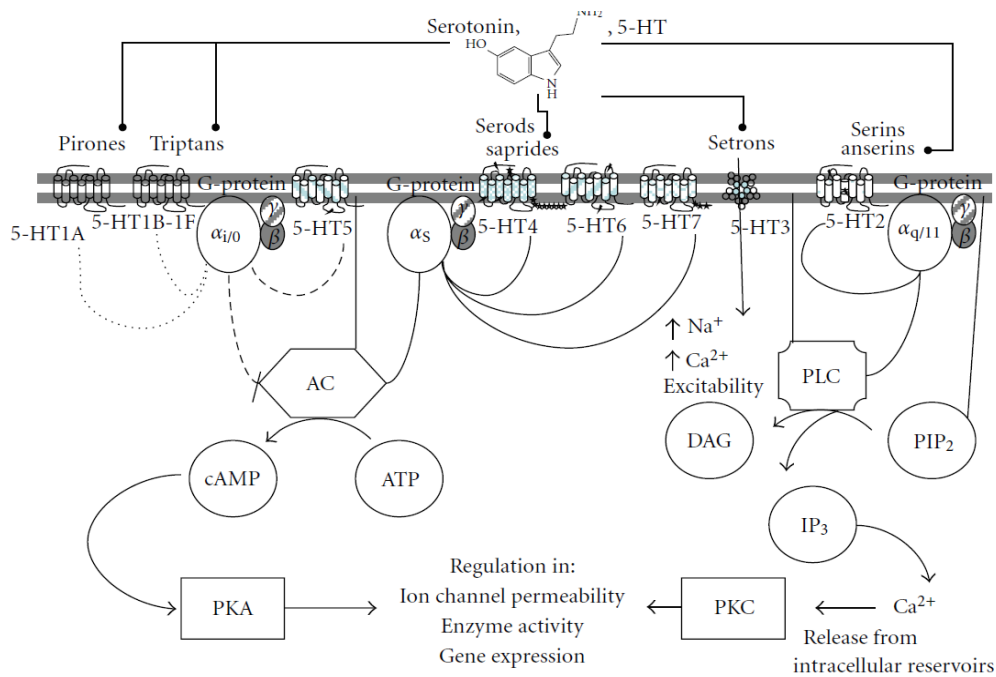 Serotonin, NH2 , 5-HT
HO
N
H
Pirones Triptans Serods
saprides Setrons Serins
anserins
G-protein G-protein G-protein
5-HT1A 5-HT1B-1F αi/0 γ β 5-HT5 αS γ β 5-HT4 5-HT6 5-HT7 5-HT3 5-HT2 αq/11 γ β
↑ Na+
↑ Ca2+
Excitability
AC PLC
DAG PIP2
cAMP ATP
IP3
Regulation in:
Ion channel permeability
Enzyme activity
Gene expression
PKA PKC Ca2+
Release from
intracellular reservoirs